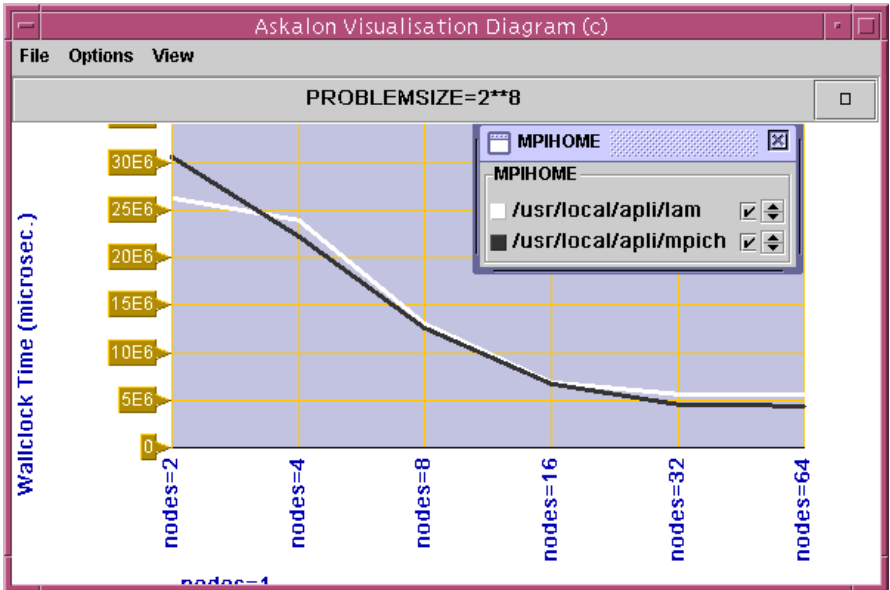 Askalon Visualisation Diagram (c)
File Options View
PROBLEMSIZE=2**8
MPIHOME
MPIHOME
/usr/local/apli/lam
/usr/local/apli/mpich
Wallclock Time (microsec.)
30E6
25E6
20E6
15E6
10E6
5E6
0
nodes=2
nodes=4
nodes=8
nodes=16
nodes=32
nodes=64
nodes=1